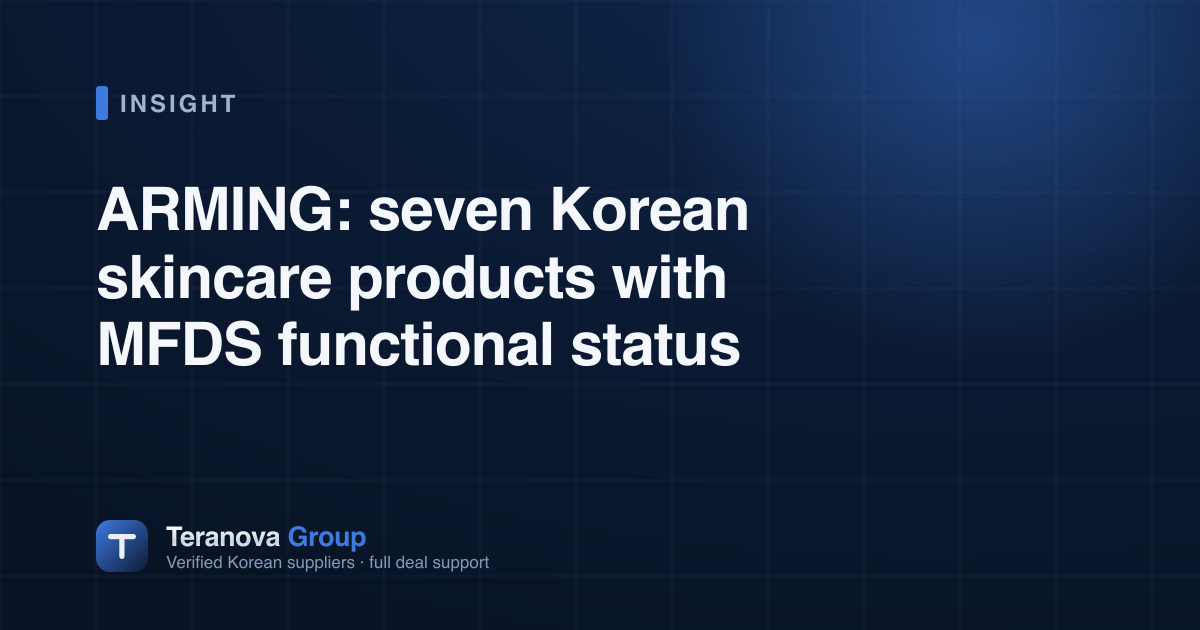 INSIGHT
ARMING: seven Korean
skincare products with
MFDS functional status
T
Teranova Group
Verified Korean suppliers · full deal support